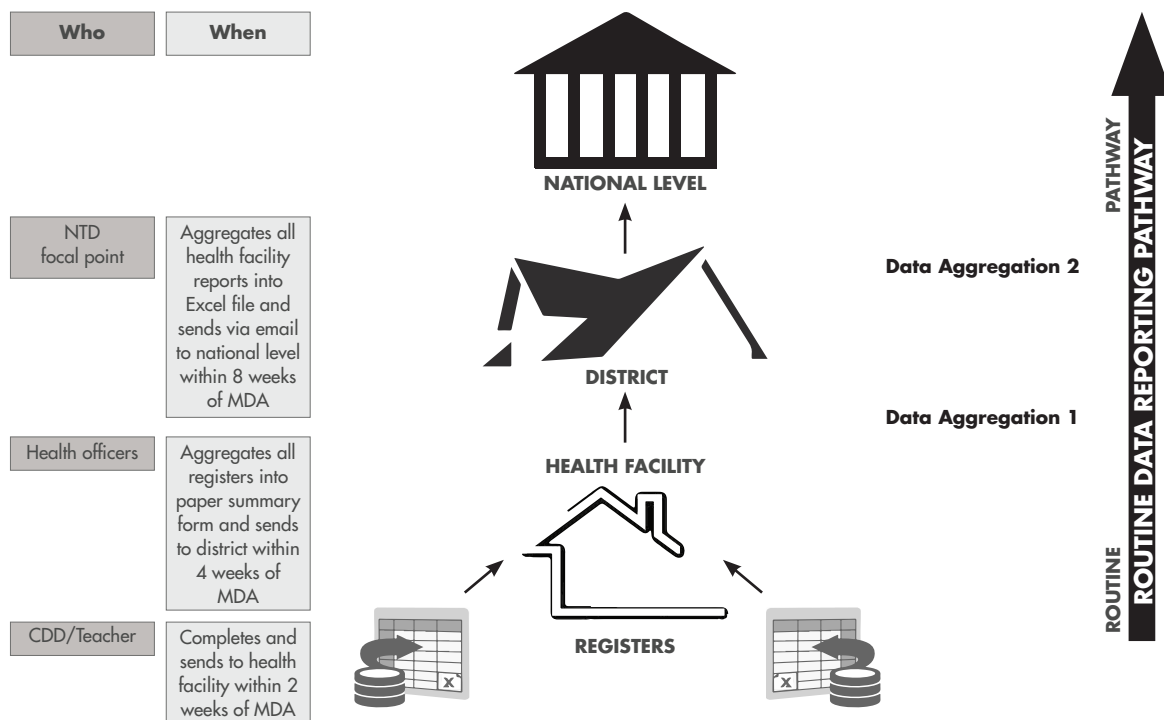 Who
When
NATIONAL LEVEL
NTD
focal point
Aggregates all
health facility
reports into
Excel file and
sends via email
to national level
within 8 weeks
of MDA
DISTRICT
Data Aggregation 2
Data Aggregation 1
Health officers
Aggregates all
registers into
paper summary
form and sends
to district within
4 weeks of
MDA
HEALTH FACILITY
CDD/Teacher
Completes and
sends to health
facility within 2
weeks of MDA
REGISTERS
X
X
ROUTINE PATHWAY
ROUTINE DATA REPORTING PATHWAY